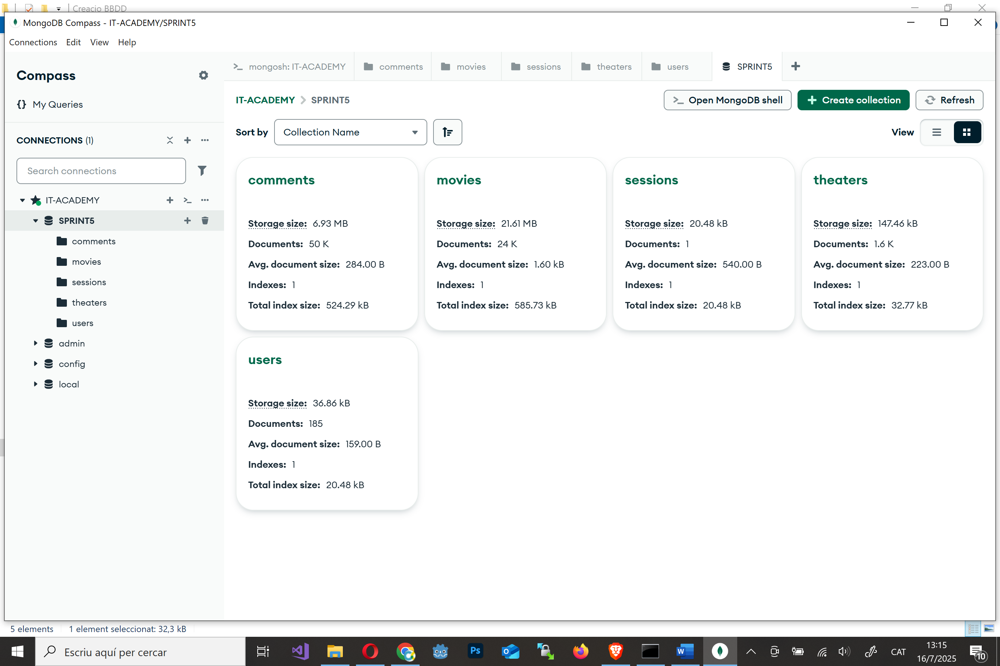 Creacio BBDD
MongoDB Compass - IT-ACADEMY/SPRINT5
Connections Edit View Help
Compass
{} My Queries
CONNECTIONS (1)
Search connections
IT-ACADEMY
SPRINT5
comments
movies
sessions
theaters
users
admin
config
local
mongosh: IT-ACADEMY comments movies sessions theaters users SPRINT5
IT-ACADEMY SPRINT5
Open MongoDB shell Create collection Refresh
Sort by Collection Name View
comments
Storage size: 6.93 MB
Documents: 50 K
Avg. document size: 284.00 B
Indexes: 1
Total index size: 524.29 kB
movies
Storage size: 21.61 MB
Documents: 24 K
Avg. document size: 1.60 kB
Indexes: 1
Total index size: 585.73 kB
sessions
Storage size: 20.48 kB
Documents: 1
Avg. document size: 540.00 B
Indexes: 1
Total index size: 20.48 kB
theaters
Storage size: 147.46 kB
Documents: 1.6 K
Avg. document size: 223.00 B
Indexes: 1
Total index size: 32.77 kB
users
Storage size: 36.86 kB
Documents: 185
Avg. document size: 159.00 B
Indexes: 1
Total index size: 20.48 kB
5 elements 1 element seleccionat: 32,3 kB
Escriu aquí per cercar
Ps
O
W
CAT
13:15
16/7/2025
10